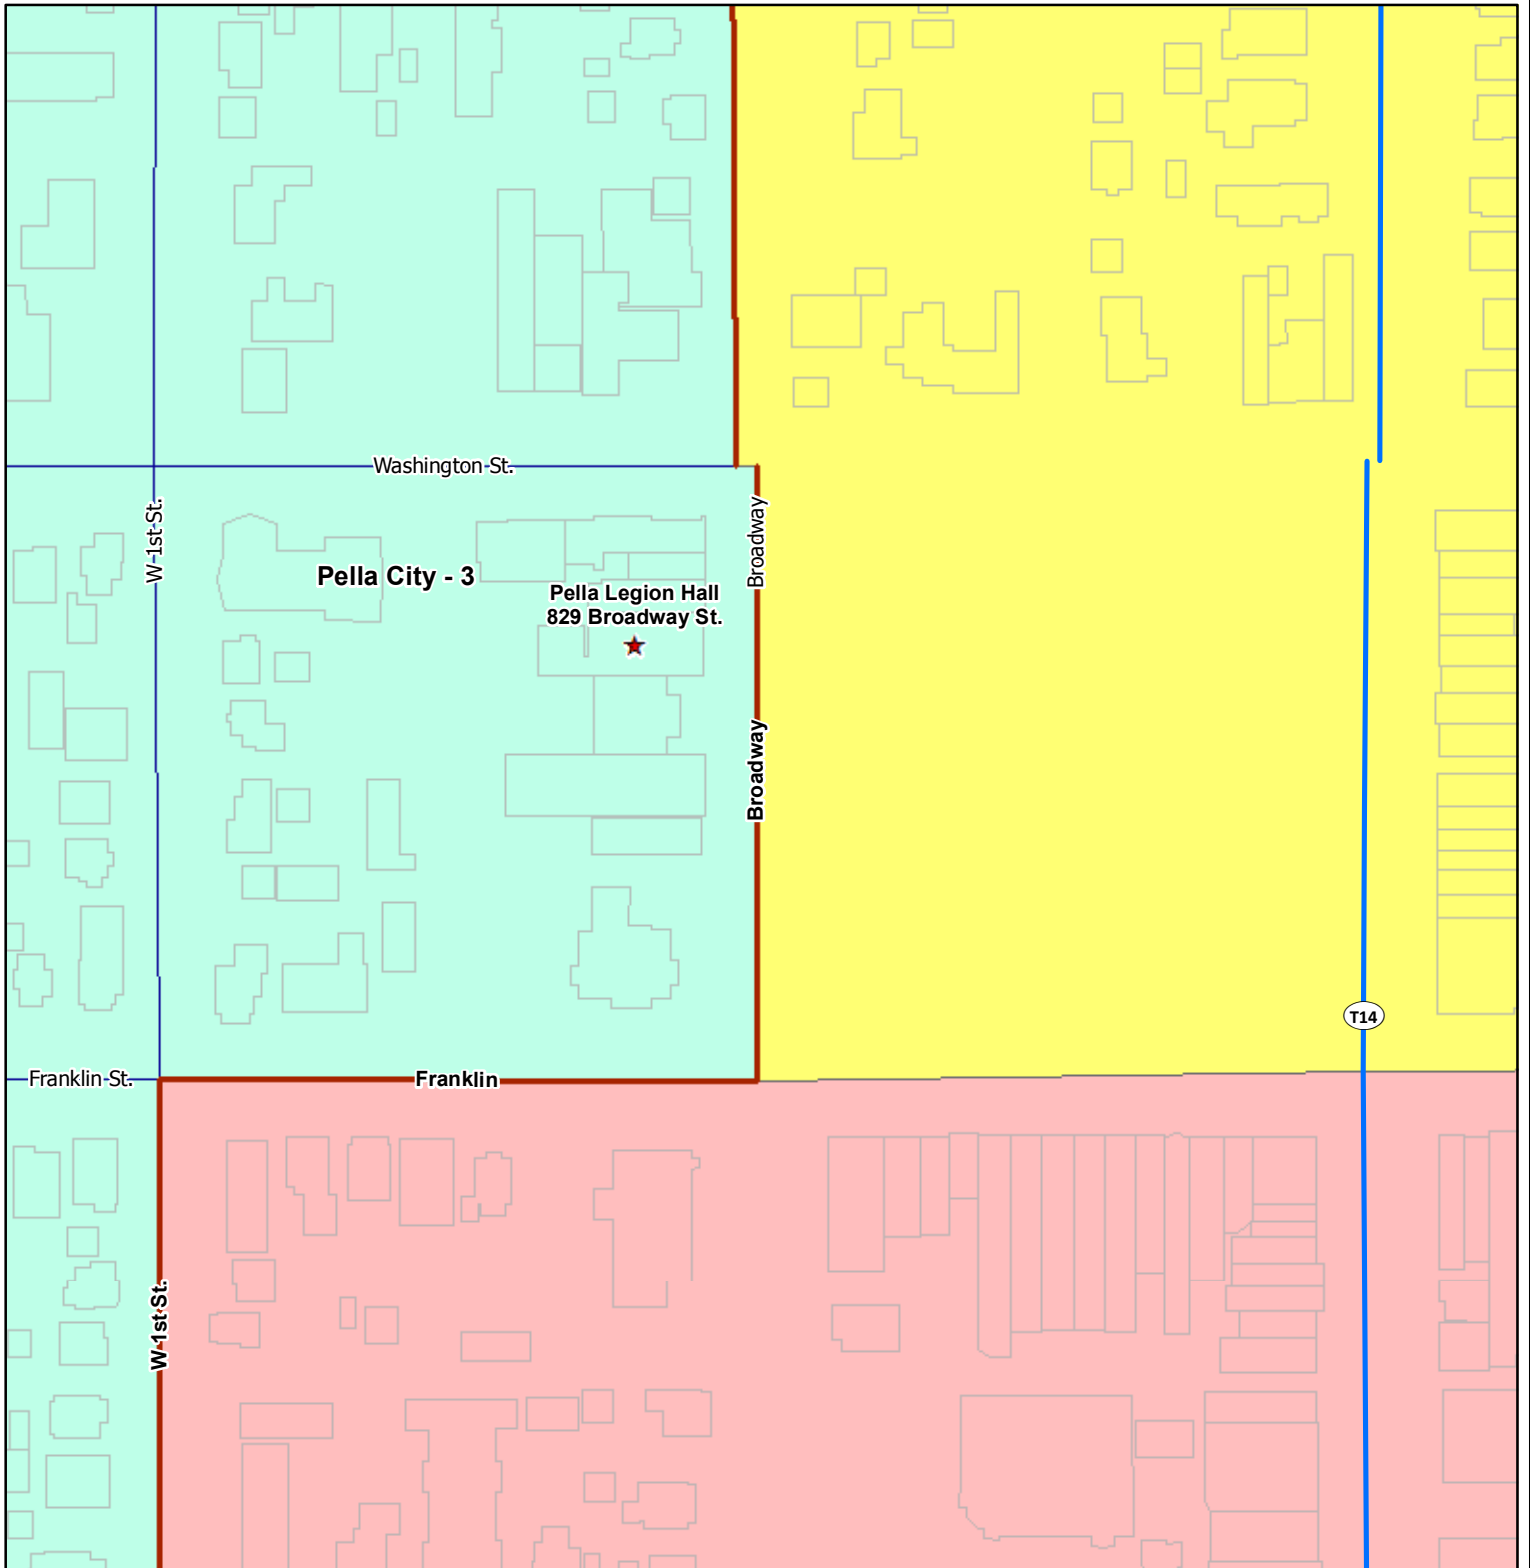 Washington St.
W 1st St.
Broadway
Pella City - 3
Pella Legion Hall
829 Broadway St.
Broadway
T14
Franklin St.
Franklin
W 1st St.